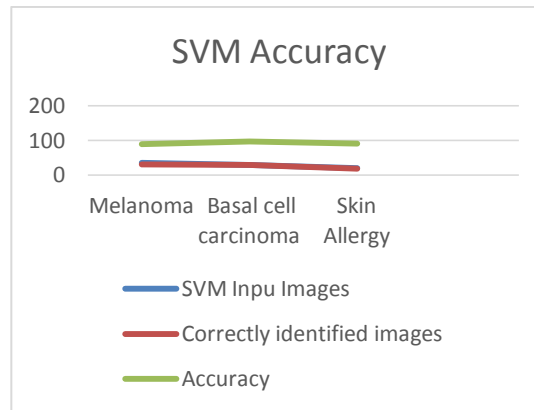 SVM Accuracy
200
100
0
Melanoma Basal cell carcinoma Skin Allergy
SVM Inpu Images
Correctly identified images
Accuracy